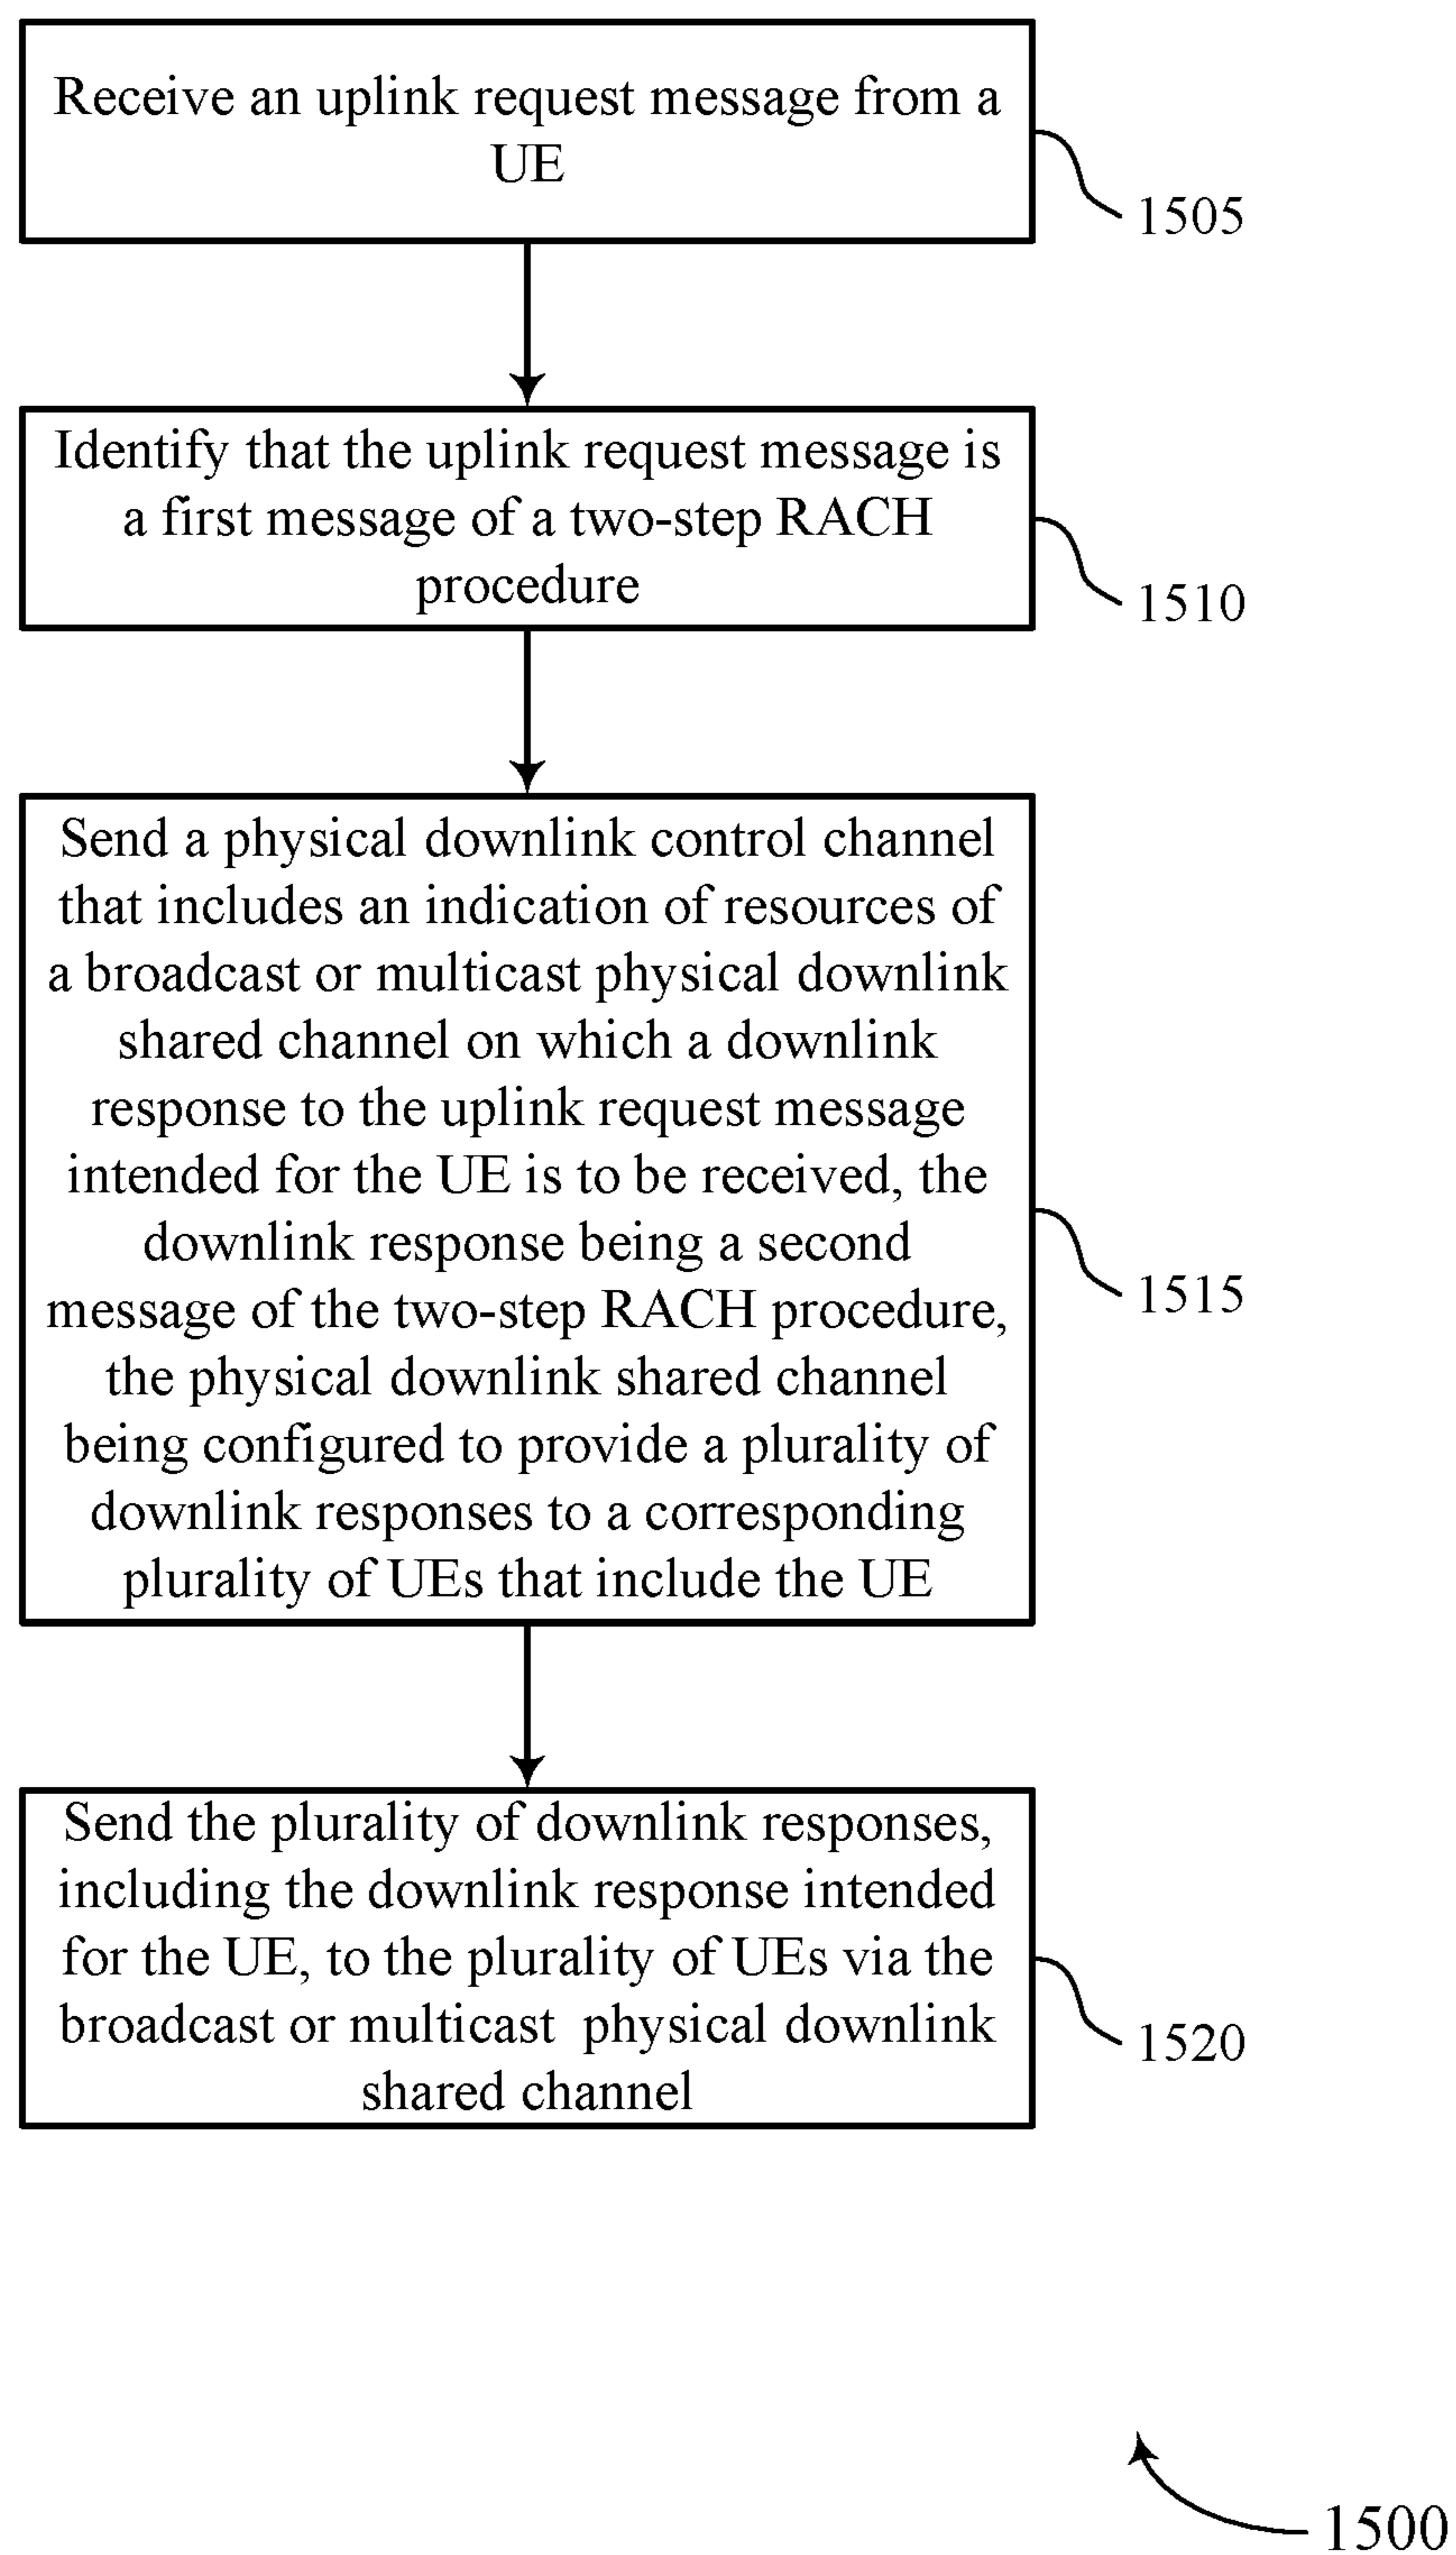 Receive an uplink request message from a
UE
1505
Identify that the uplink request message is
a first message of a two-step RACH
procedure
1510
Send a physical downlink control channel
that includes an indication of resources of
a broadcast or multicast physical downlink
shared channel on which a downlink
response to the uplink request message
intended for the UE is to be received, the
downlink response being a second
message of the two-step RACH procedure,
the physical downlink shared channel
being configured to provide a plurality of
downlink responses to a corresponding
plurality of UEs that include the UE
1515
Send the plurality of downlink responses,
including the downlink response intended
for the UE, to the plurality of UEs via the
broadcast or multicast  physical downlink
shared channel
1520
1500